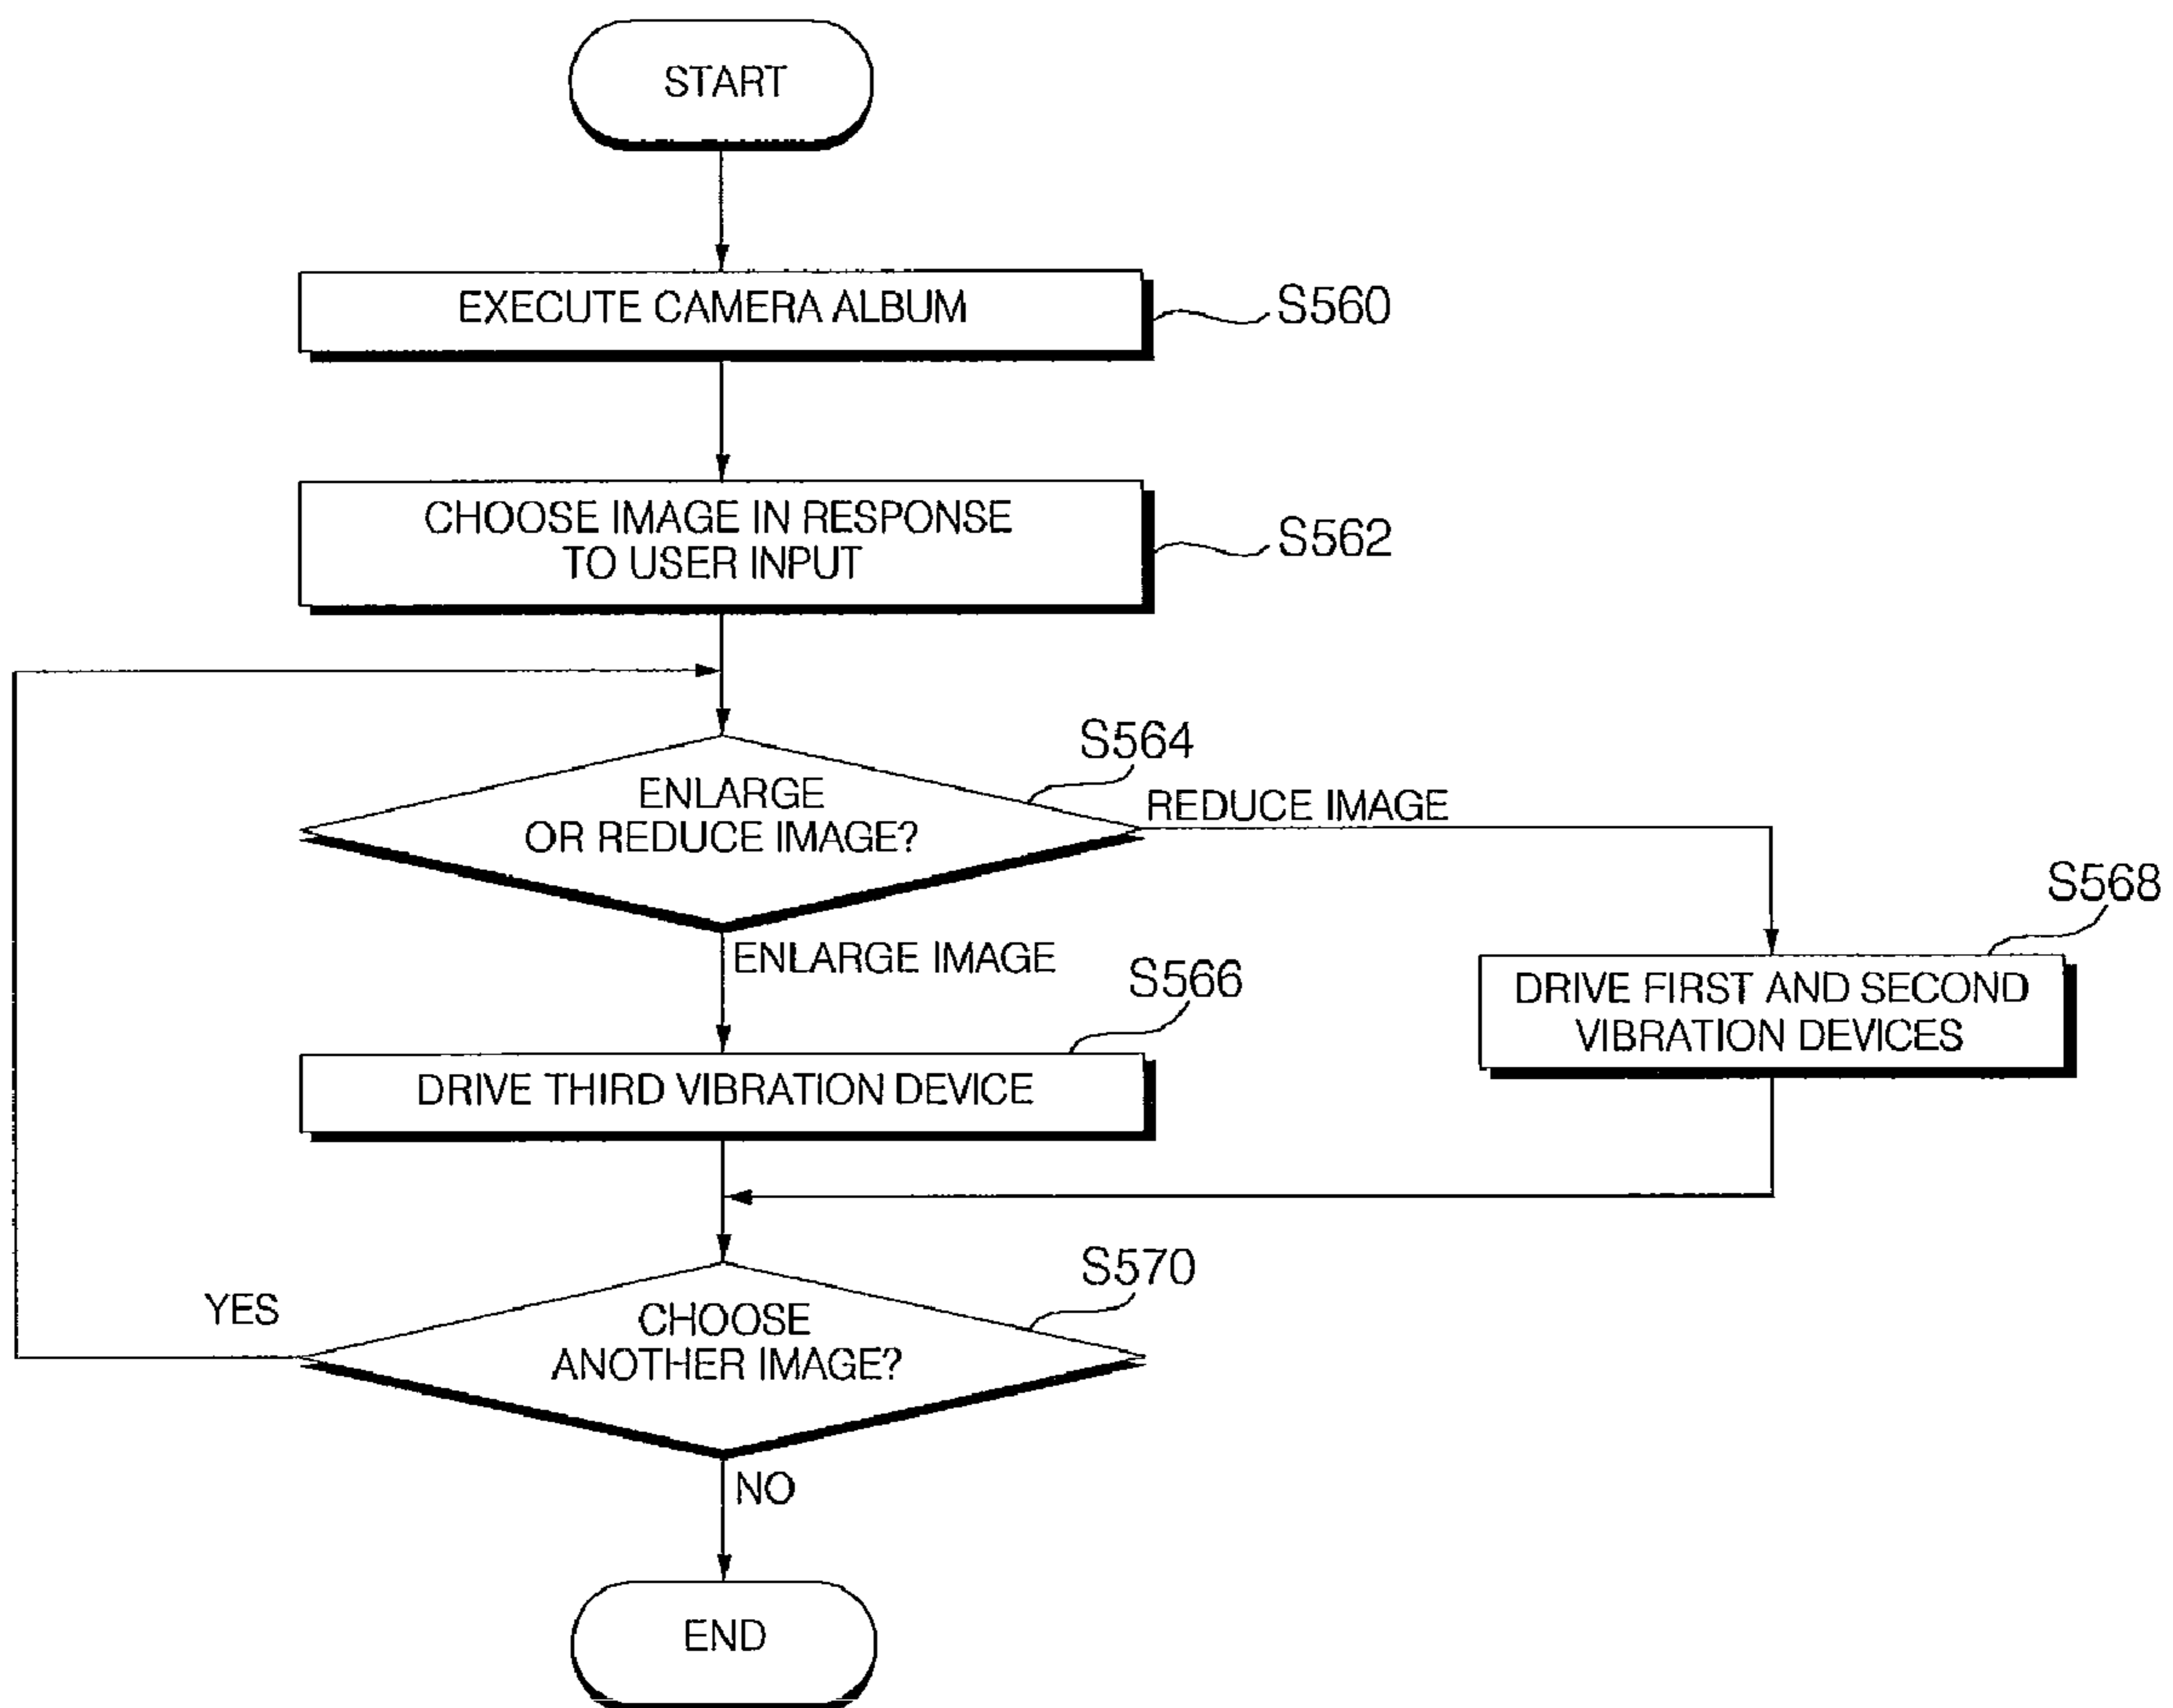 START
EXECUTE CAMERA ALBUM
S560
CHOOSE IMAGE IN RESPONSE
TO USER INPUT
S562
S564
ENLARGE
OR REDUCE IMAGE?
REDUCE IMAGE
S568
DRIVE FIRST AND SECOND
VIBRATION DEVICES
ENLARGE IMAGE
S566
DRIVE THIRD VIBRATION DEVICE
S570
YES
CHOOSE
ANOTHER IMAGE?
NO
END